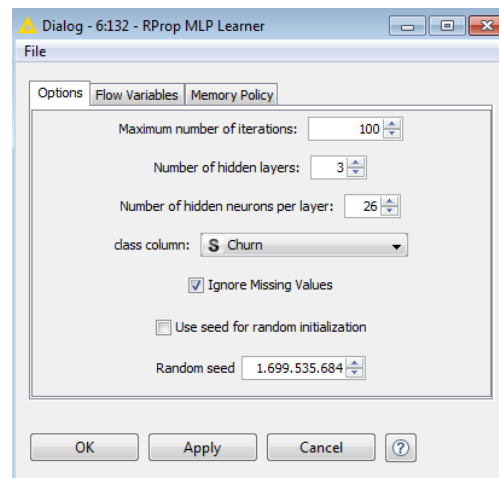 Dialog - 6:132 - RProp MLP Learner
File
Options Flow Variables Memory Policy
Maximum number of iterations: 100
Number of hidden layers: 3
Number of hidden neurons per layer: 26
class column: S Churn
Ignore Missing Values
Use seed for random initialization
Random seed 1.699.535.684
OK Apply Cancel ?